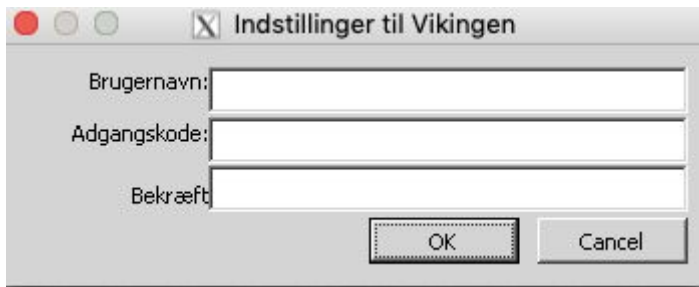 Indstillinger til Vikingen
Brugernavn:
Adgangskode:
Bekræft
OK Cancel